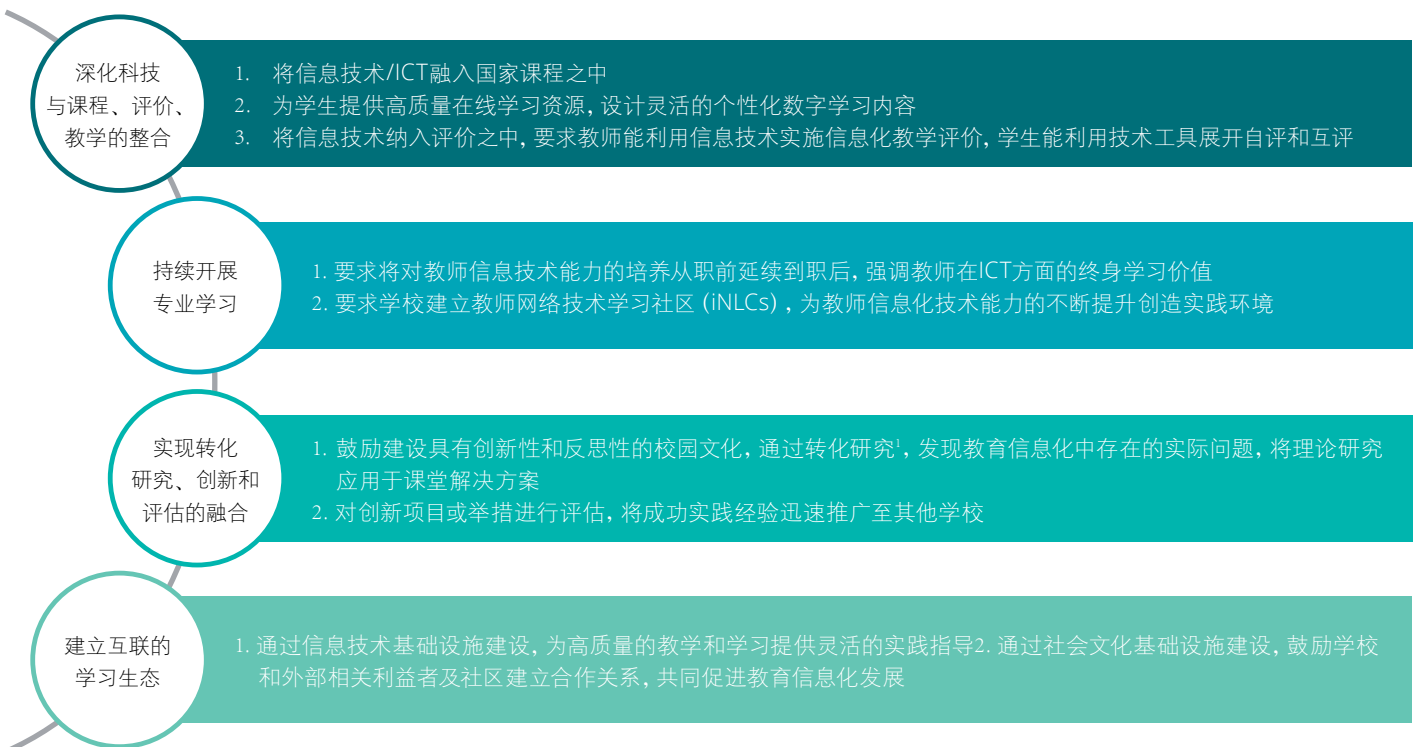 深化科技
与课程、评价、
教学的整合
1. 将信息技术/ICT融入国家课程之中
2. 为学生提供高质量在线学习资源，设计灵活的个性化数字学习内容
3. 将信息技术纳入评价之中，要求教师能利用信息技术实施信息化教学评价，学生能利用技术工具展开自评和互评
持续开展
专业学习
1. 要求将对教师信息技术能力的培养从职前延续到职后，强调教师在ICT方面的终身学习价值
2. 要求学校建立教师网络技术学习社区 (iNLCs) ，为教师信息化技术能力的不断提升创造实践环境
实现转化
研究、创新和
评估的融合
1. 鼓励建设具有创新性和反思性的校园文化，通过转化研究¹，发现教育信息化中存在的实际问题，将理论研究
应用于课堂解决方案
2. 对创新项目或举措进行评估，将成功实践经验迅速推广至其他学校
建立互联的
学习生态
1. 通过信息技术基础设施建设，为高质量的教学和学习提供灵活的实践指导2. 通过社会文化基础设施建设，鼓励学校
和外部相关利益者及社区建立合作关系，共同促进教育信息化发展